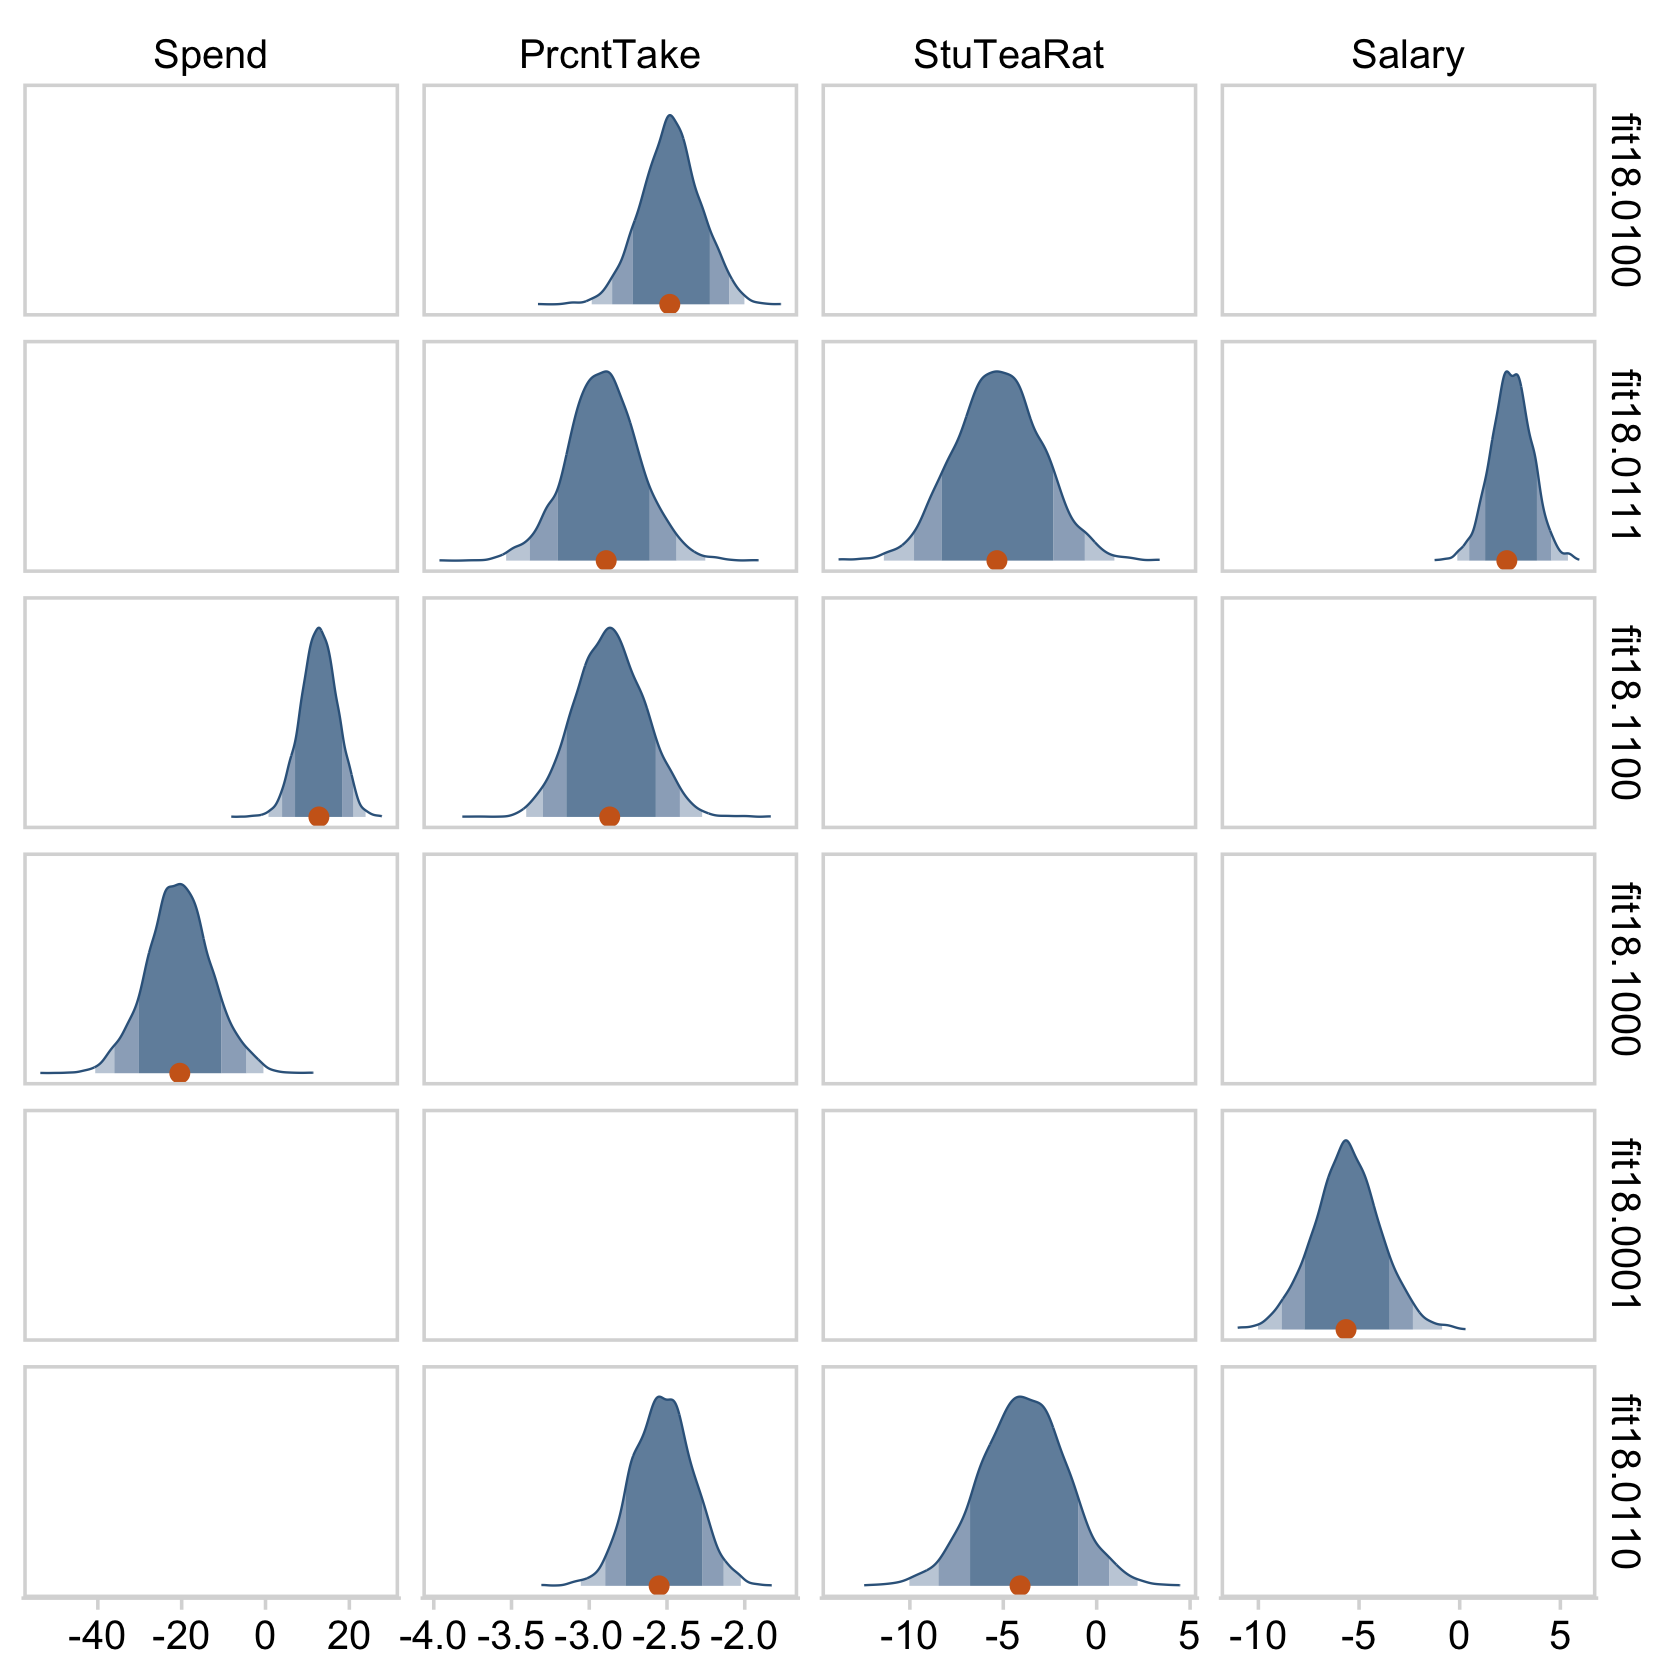 Spend PrcntTake StuTeaRat Salary
fit18.0100
fit18.0111
fit18.1100
fit18.1000
fit18.0001
fit18.0110
-40 -20 0 20 -4.0 -3.5 -3.0 -2.5 -2.0 -10 -5 0 5 -10 -5 0 5